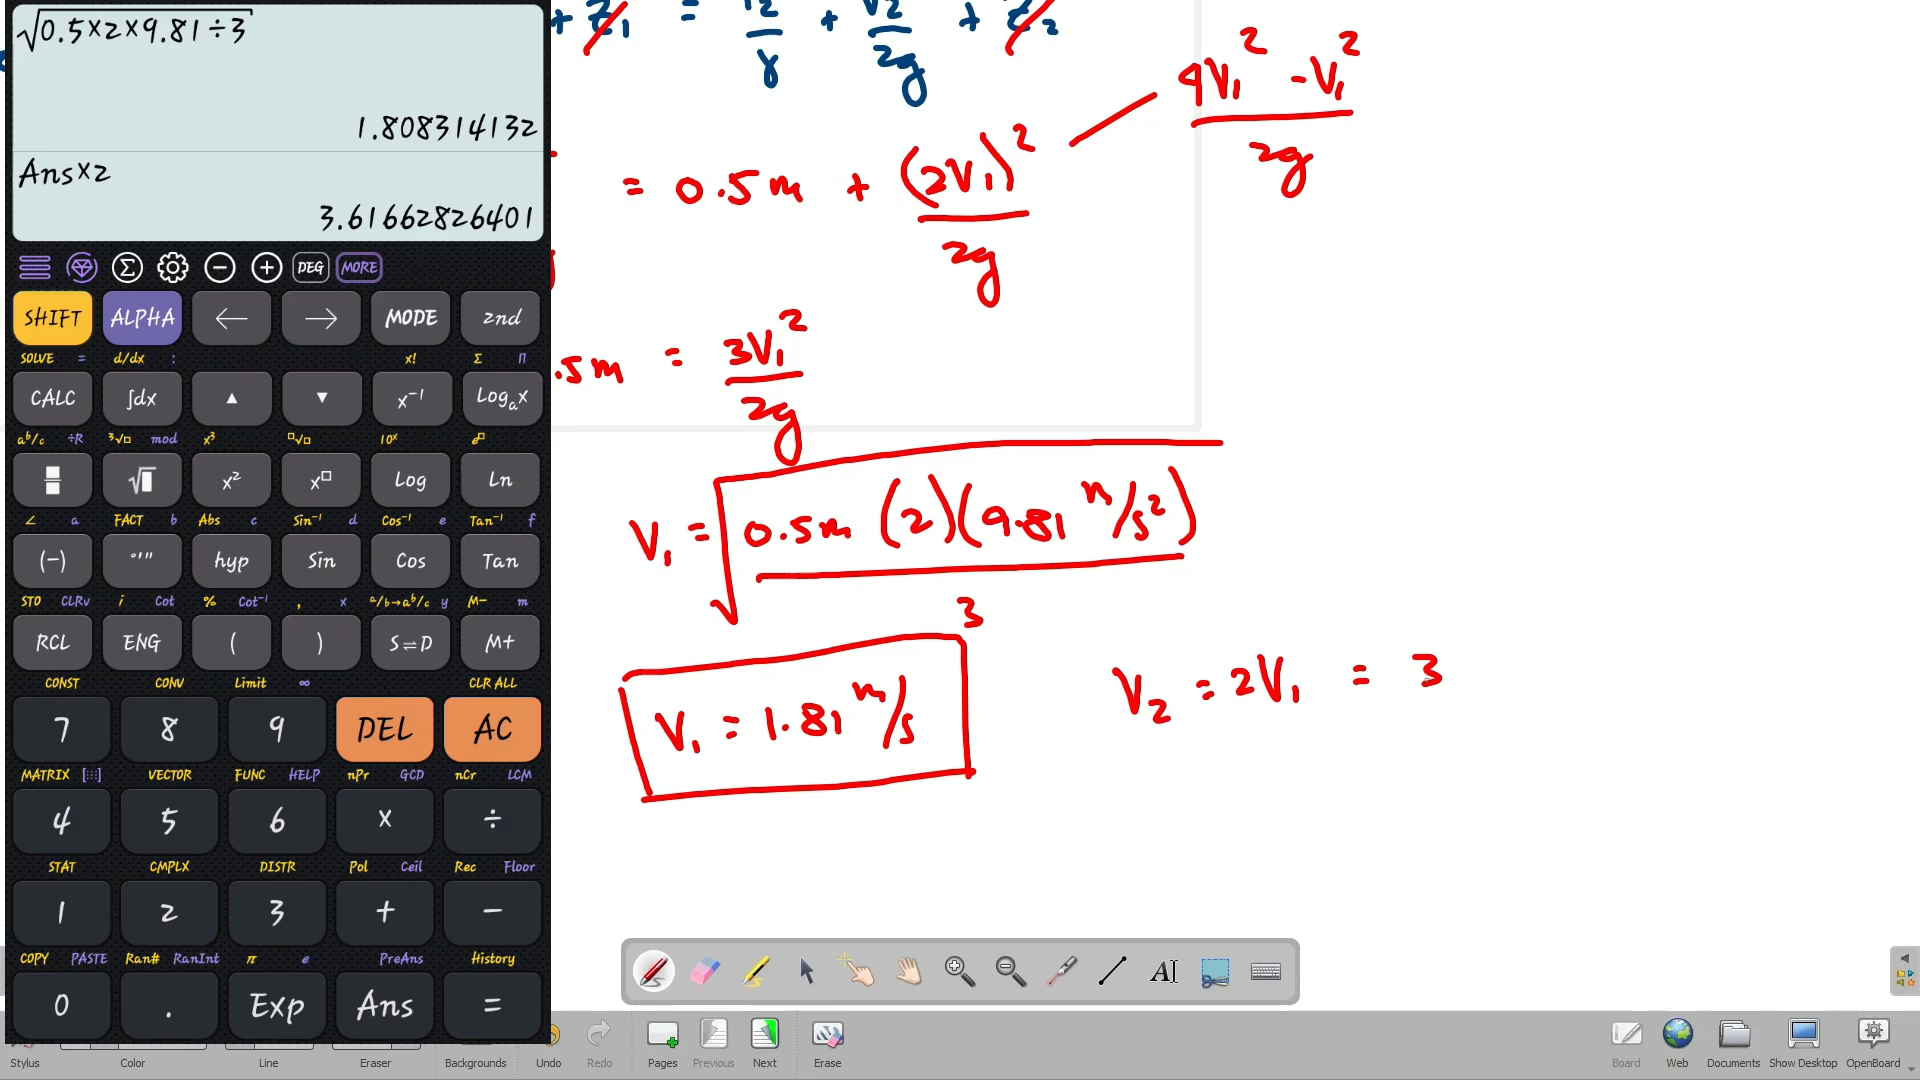 √0.5×2×9.81÷3
1.808314132
Ans×2
3.61662826401
DEG MORE
SHIFT ALPHA ← → MODE 2nd
SOLVE = d/dx : x! Σ Π
CALC ∫dx ▲ ▼ x⁻¹ Logₐx
aᵇ/c ÷R ³√□ mod x³ □√□ 10ˣ e□
√ x² x□ Log Ln
∠ a FACT b Abs c Sin⁻¹ d Cos⁻¹ e Tan⁻¹ f
(−) °'" hyp Sin Cos Tan
STO CLRv i Cot % Cot⁻¹ , x a/b→aᵇ/c y M− m
RCL ENG ( ) S⇌D M+
CONST CONV Limit ∞ CLR ALL
7 8 9 DEL AC
MATRIX VECTOR FUNC HELP nPr GCD nCr LCM
4 5 6 × ÷
STAT CMPLX DISTR Pol Ceil Rec Floor
1 2 3 + −
COPY PASTE Ran# RanInt π e PreAns History
0 . Exp Ans =
+ Z₁ = /γ + /2g + Z₂
= 0.5m + (2V₁)²/2g
4V₁² - V₁²/2g
.5m = 3V₁²/2g
V₁ = √0.5m (2)(9.81 m/s²)/3
V₁ = 1.81 m/s
V₂ = 2V₁ = 3
AI
Stylus Color Line Eraser Backgrounds Undo Redo Pages Previous Next Erase Board Web Documents Show Desktop OpenBoard